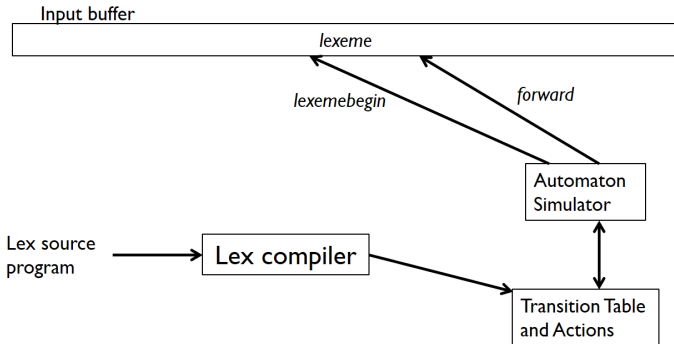 Input buffer
lexeme
lexemebegin
forward
Automaton
Simulator
Lex source
program
Lex compiler
Transition Table
and Actions